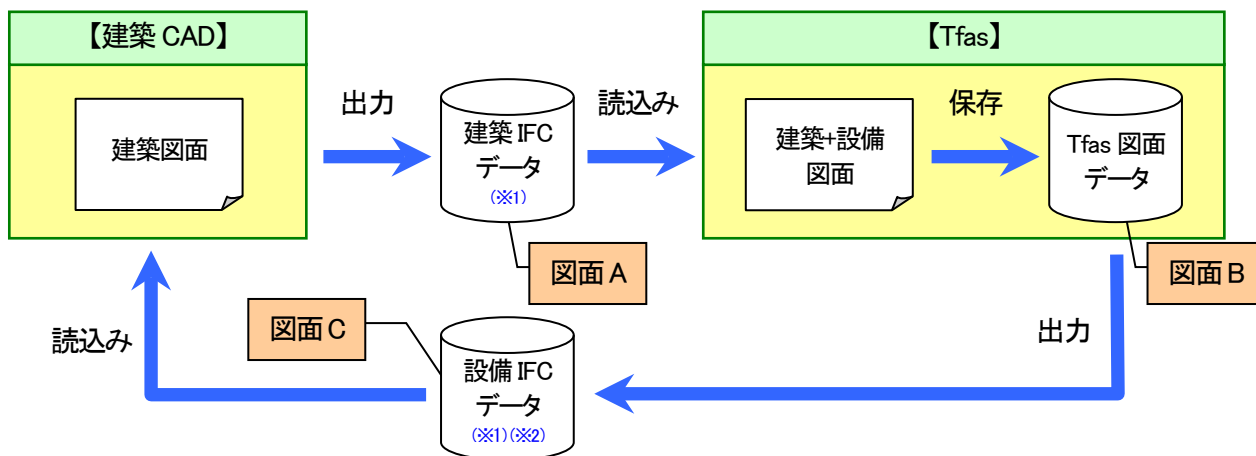 【建築 CAD】
建築図面
出力
建築 IFC
データ
(※1)
図面 A
読込み
【Tfas】
建築+設備
図面
保存
Tfas 図面
データ
図面 B
出力
図面 C
設備 IFC
データ
(※1)(※2)
読込み